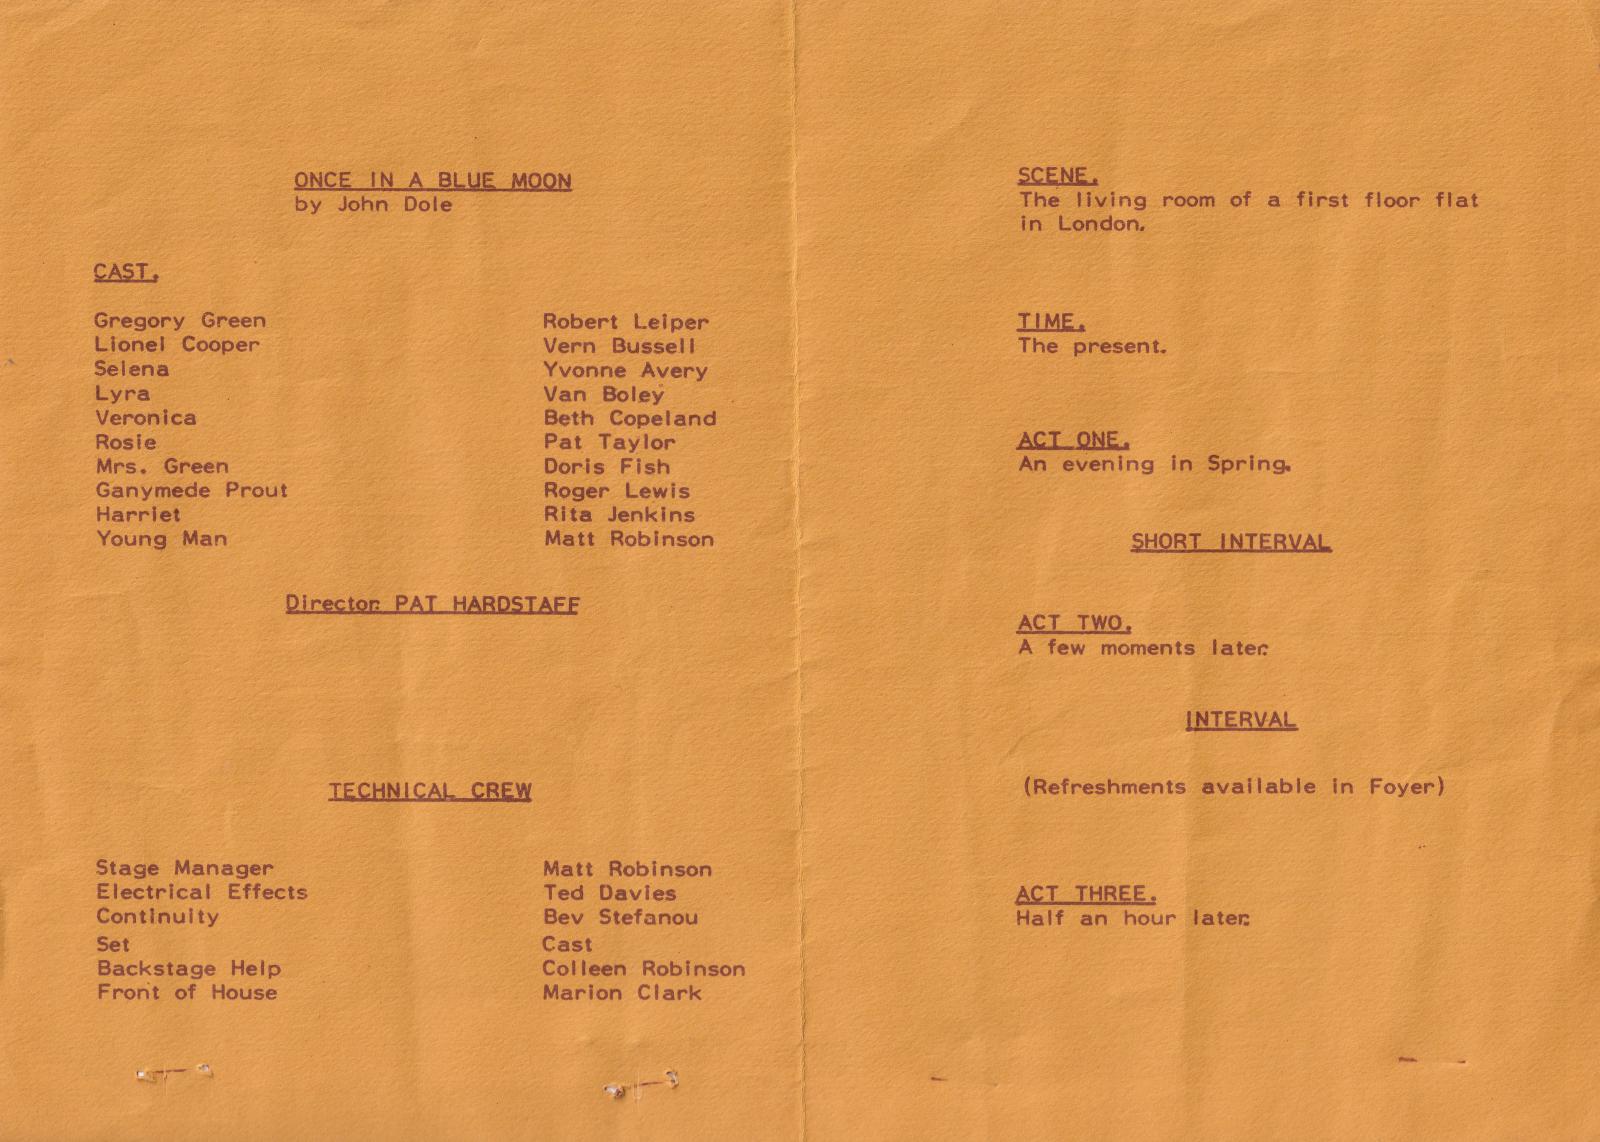 ONCE IN A BLUE MOON
by John Dole
CAST.
Gregory Green Robert Leiper
Lionel Cooper Vern Bussell
Selena Yvonne Avery
Lyra Van Boley
Veronica Beth Copeland
Rosie Pat Taylor
Mrs. Green Doris Fish
Ganymede Prout Roger Lewis
Harriet Rita Jenkins
Young Man Matt Robinson
Director: PAT HARDSTAFF
TECHNICAL CREW
Stage Manager Matt Robinson
Electrical Effects Ted Davies
Continuity Bev Stefanou
Set Cast
Backstage Help Colleen Robinson
Front of House Marion Clark
SCENE.
The living room of a first floor flat
in London.
TIME.
The present.
ACT ONE.
An evening in Spring.
SHORT INTERVAL
ACT TWO.
A few moments later.
INTERVAL
(Refreshments available in Foyer)
ACT THREE.
Half an hour later.